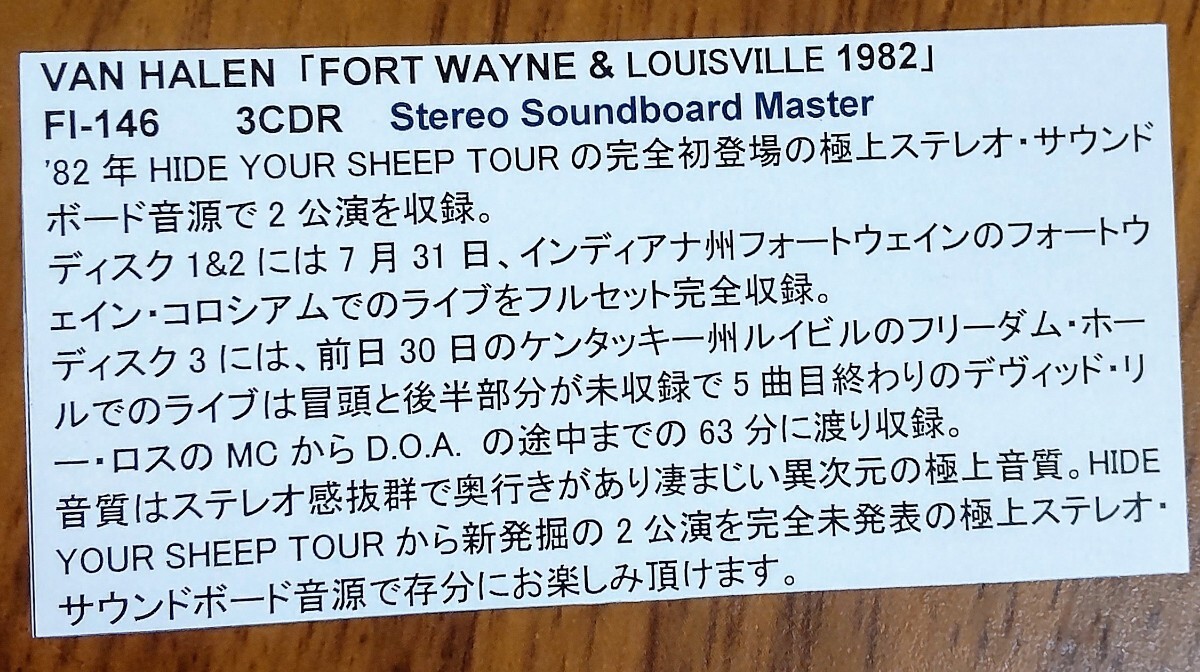 VAN HALEN「FORT WAYNE & LOUISVILLE 1982」
FI-146 3CDR Stereo Soundboard Master
'82 年 HIDE YOUR SHEEP TOUR の完全初登場の極上ステレオ・サウンド
ボード音源で 2 公演を収録。
ディスク 1&2 には 7 月 31 日、インディアナ州フォートウェインのフォートウ
ェイン・コロシアムでのライブをフルセット完全収録。
ディスク 3 には、前日 30 日のケンタッキー州ルイビルのフリーダム・ホー
ルでのライブは冒頭と後半部分が未収録で 5 曲目終わりのデヴィッド・リ
ー・ロスの MC から D.O.A. の途中までの 63 分に渡り収録。
音質はステレオ感抜群で奥行きがあり凄まじい異次元の極上音質。HIDE
YOUR SHEEP TOUR から新発掘の 2 公演を完全未発表の極上ステレオ・
サウンドボード音源で存分にお楽しみ頂けます。